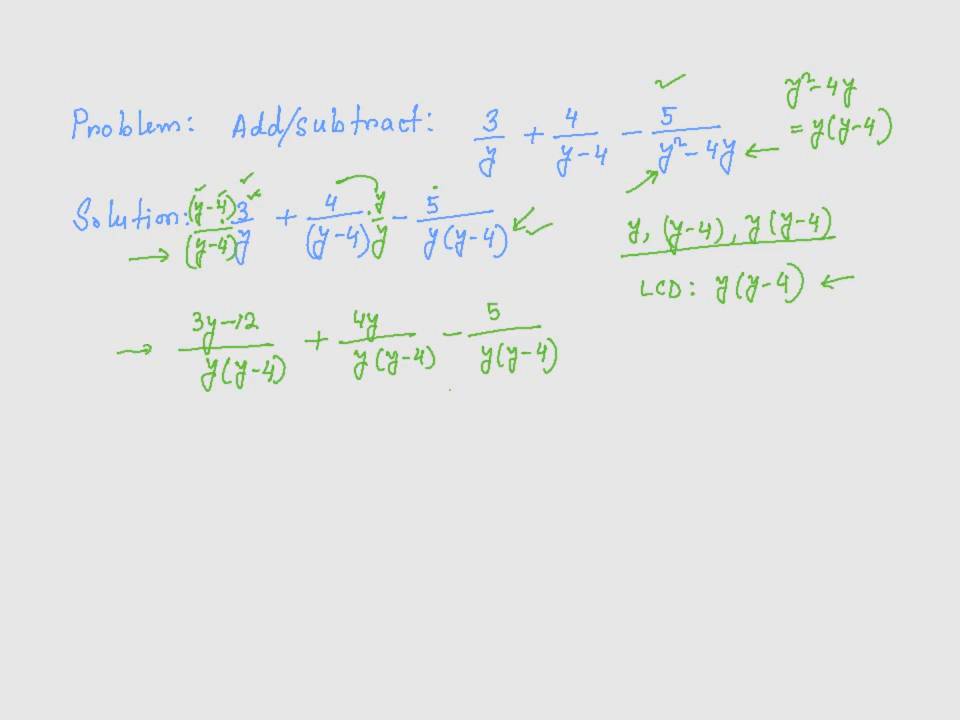 Problem: Add/subtract: 3/y + 4/(y-4) - 5/(y²-4y) ← ✓
y²-4y
= y(y-4)
Solution: (y-4)/(y-4) · 3/y + 4/(y-4) · y/y - 5/(y(y-4)) ✓
→
y, (y-4), y(y-4)
LCD: y(y-4) ←
→ (3y-12)/(y(y-4)) + 4y/(y(y-4)) - 5/(y(y-4))